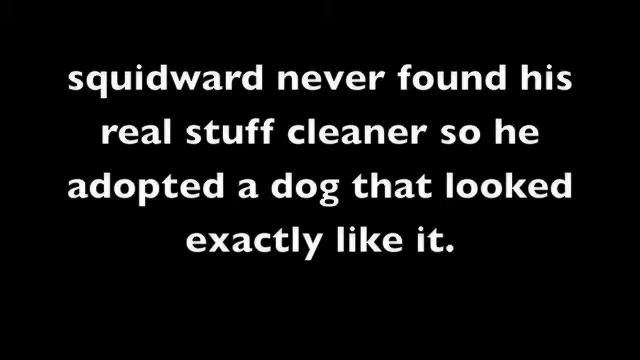 squidward never found his
real stuff cleaner so he
adopted a dog that looked
exactly like it.